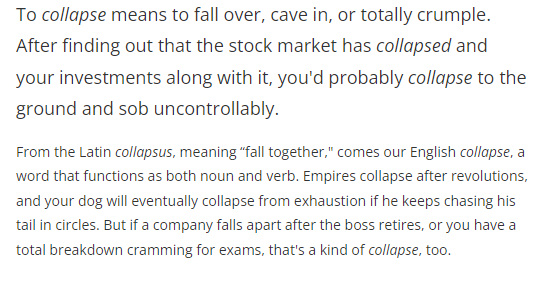 To collapse means to fall over, cave in, or totally crumple.
After finding out that the stock market has collapsed and
your investments along with it, you'd probably collapse to the
ground and sob uncontrollably.
From the Latin collapsus, meaning “fall together," comes our English collapse, a
word that functions as both noun and verb. Empires collapse after revolutions,
and your dog will eventually collapse from exhaustion if he keeps chasing his
tail in circles. But if a company falls apart after the boss retires, or you have a
total breakdown cramming for exams, that's a kind of collapse, too.